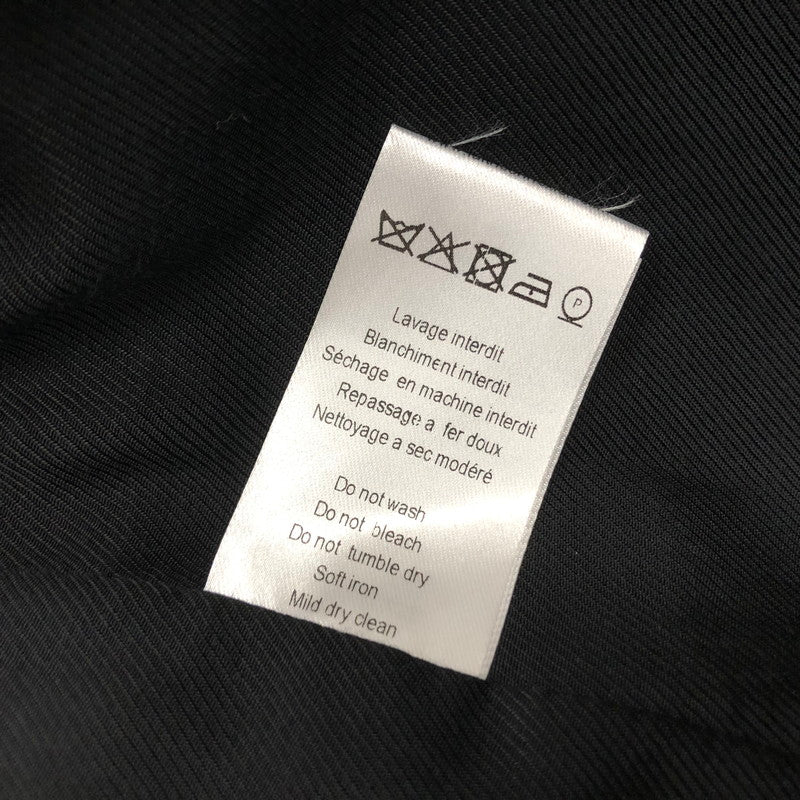 P
Lavage interdit
Blanchiment interdit
Séchage en machine interdit
Repassage a fer doux
Nettoyage a sec modéré
Do not wash
Do not bleach
Do not tumble dry
Soft iron
Mild dry clean